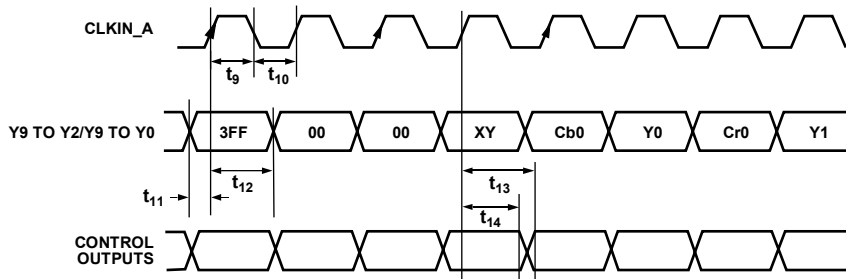 CLKIN_A
t9 t10
Y9 TO Y2/Y9 TO Y0 3FF 00 00 XY Cb0 Y0 Cr0 Y1
t12 t13
t11
t14
CONTROL
OUTPUTS